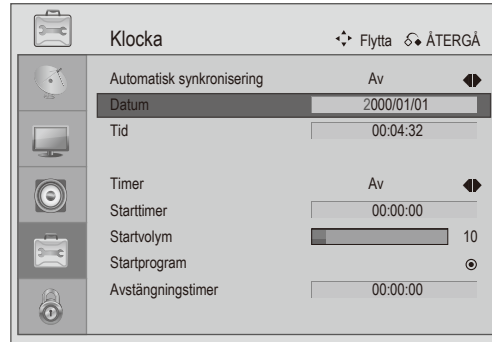 Klocka Flytta ÅTERGÅ
Automatisk synkronisering Av
Datum 2000/01/01
Tid 00:04:32
Timer Av
Starttimer 00:00:00
Startvolym 10
Startprogram
Avstängningstimer 00:00:00